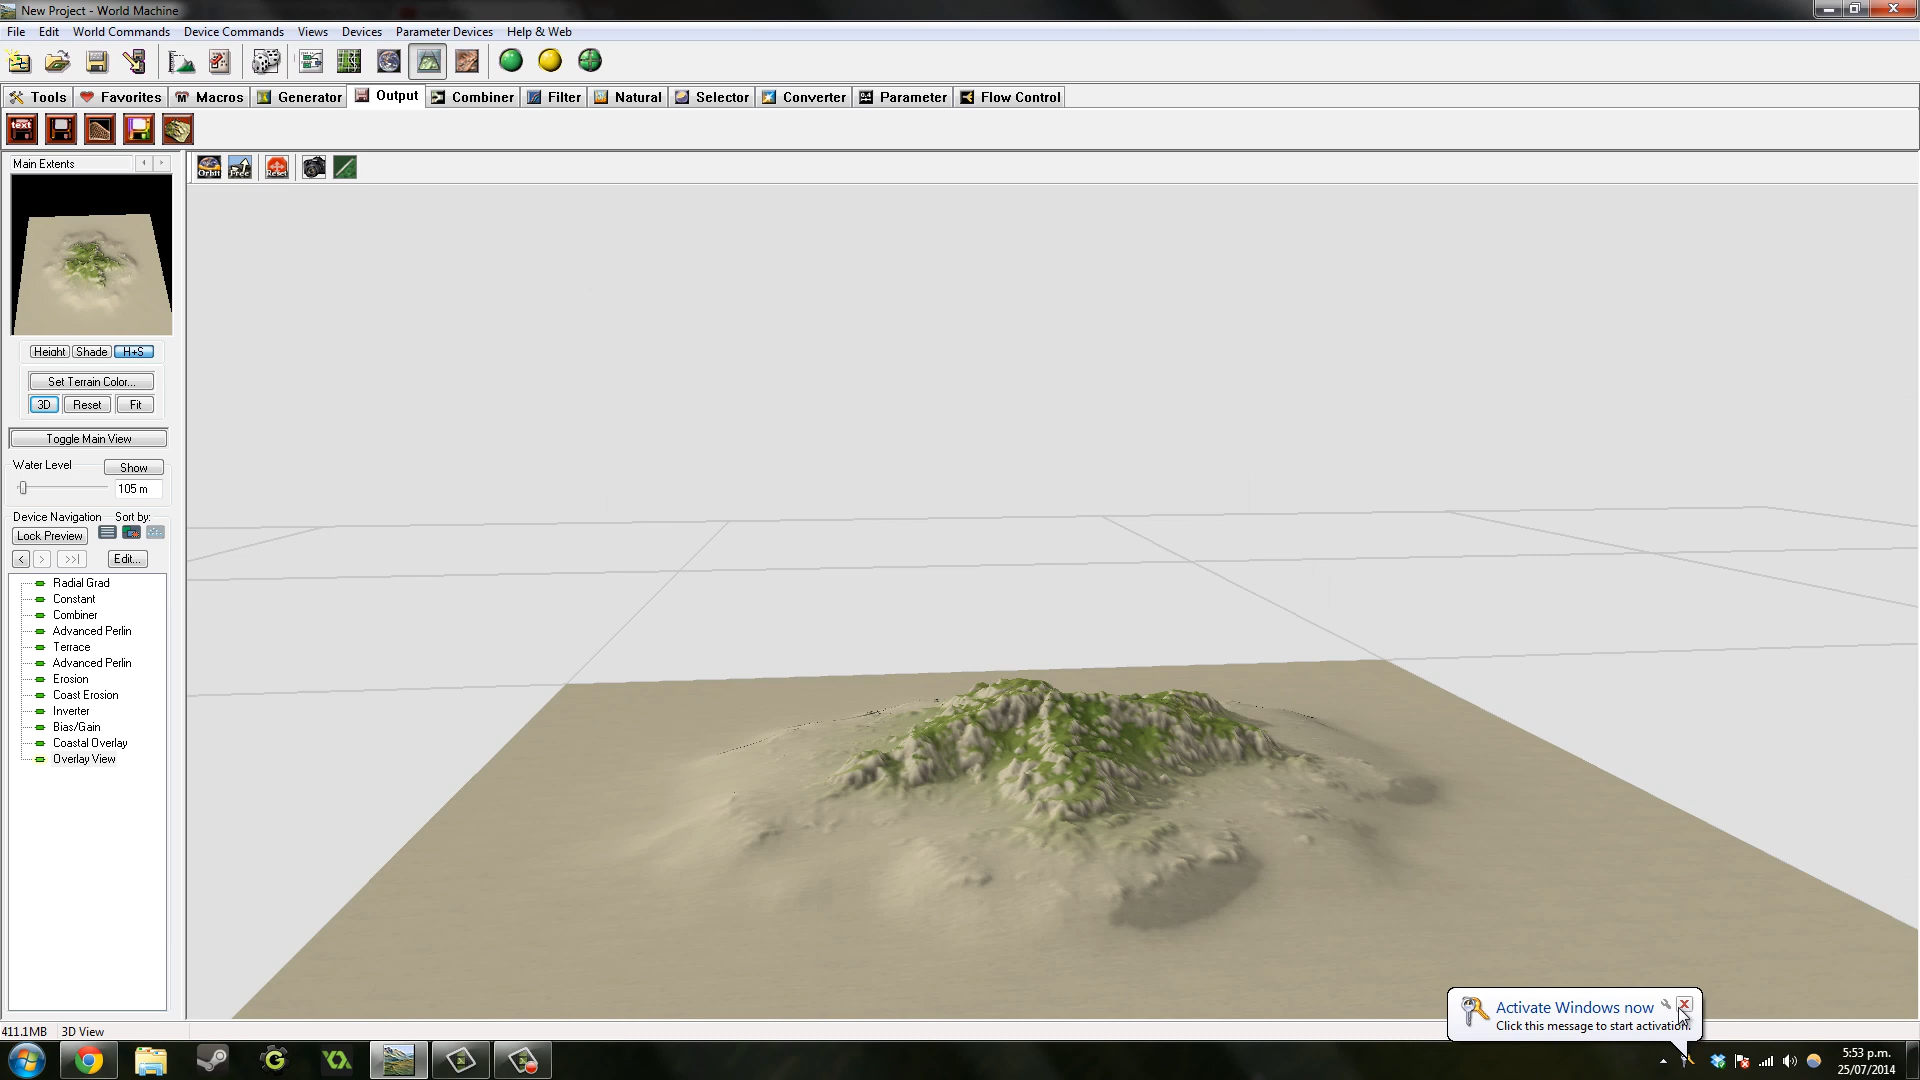 New Project - World Machine
File Edit World Commands Device Commands Views Devices Parameter Devices Help & Web
Tools Favorites Macros Generator Output Combiner Filter Natural Selector Converter Parameter Flow Control
text
Main Extents
Orbit Free Reset
Height Shade H+S
Set Terrain Color...
3D Reset Fit
Toggle Main View
Water Level Show
105 m
Device Navigation Sort by:
Lock Preview
< > >>| Edit...
Radial Grad
Constant
Combiner
Advanced Perlin
Terrace
Advanced Perlin
Erosion
Coast Erosion
Inverter
Bias/Gain
Coastal Overlay
Overlay View
Activate Windows now
Click this message to start activation.
411.1MB 3D View
5:53 p.m.
25/07/2014